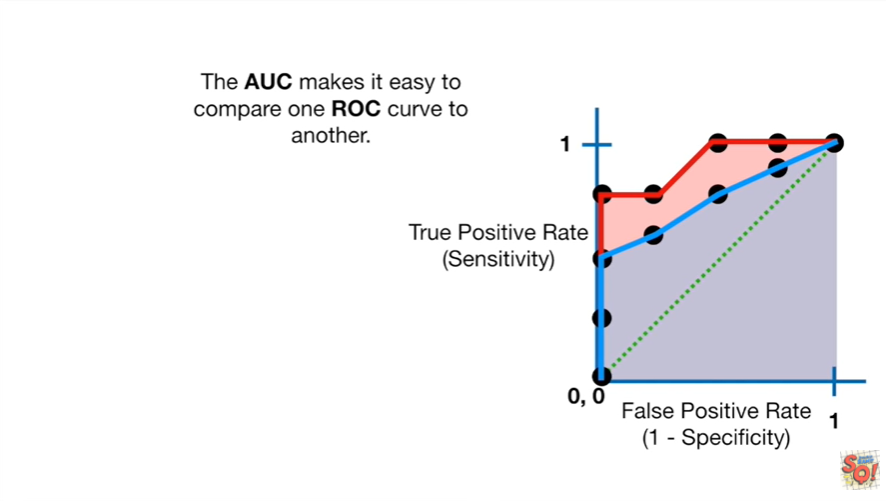 The AUC makes it easy to
compare one ROC curve to
another.
1
True Positive Rate
(Sensitivity)
0, 0
False Positive Rate
1
(1 - Specificity)
SQ!